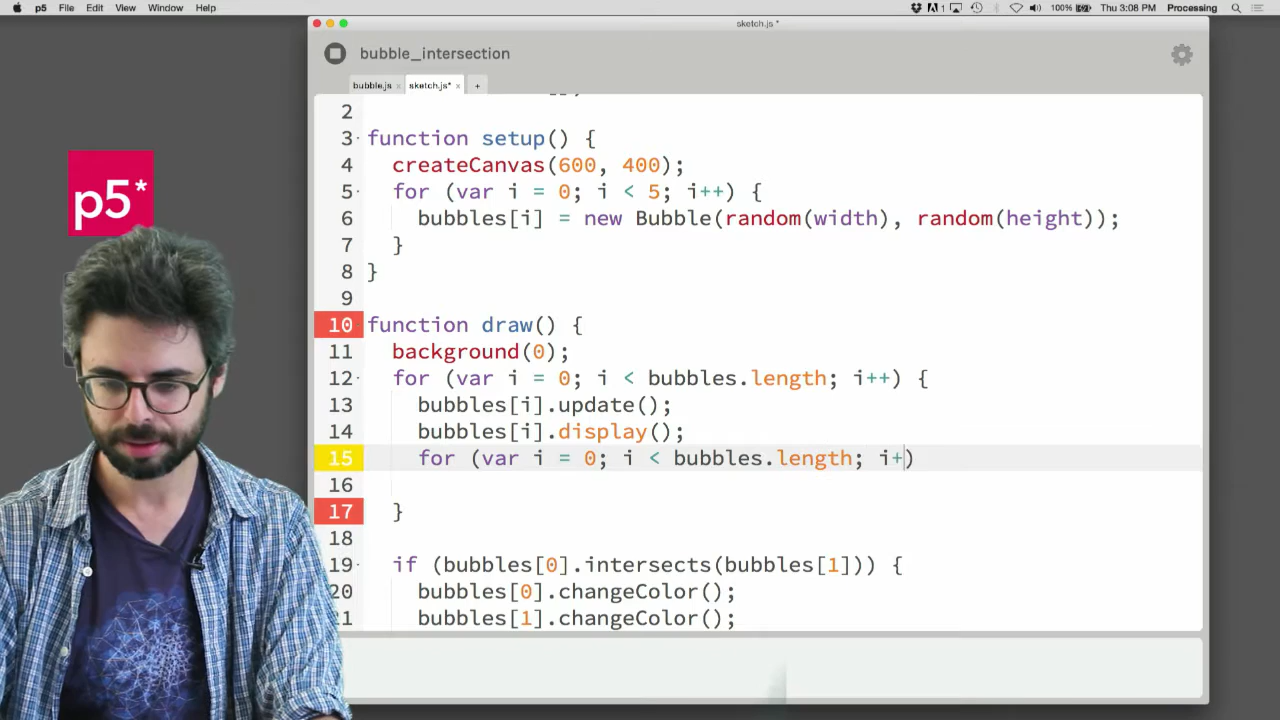 p5 File Edit View Window Help 1 100% Thu 3:08 PM Processing
sketch.js *
bubble_intersection
bubble.js × sketch.js* × +
2
3 function setup() {
4 createCanvas(600, 400);
5 for (var i = 0; i < 5; i++) {
6 bubbles[i] = new Bubble(random(width), random(height));
7 }
8 }
9
10 function draw() {
11 background(0);
12 for (var i = 0; i < bubbles.length; i++) {
13 bubbles[i].update();
14 bubbles[i].display();
15 for (var i = 0; i < bubbles.length; i+)
16
17 }
18
19 if (bubbles[0].intersects(bubbles[1])) {
20 bubbles[0].changeColor();
21 bubbles[1].changeColor();
p5*